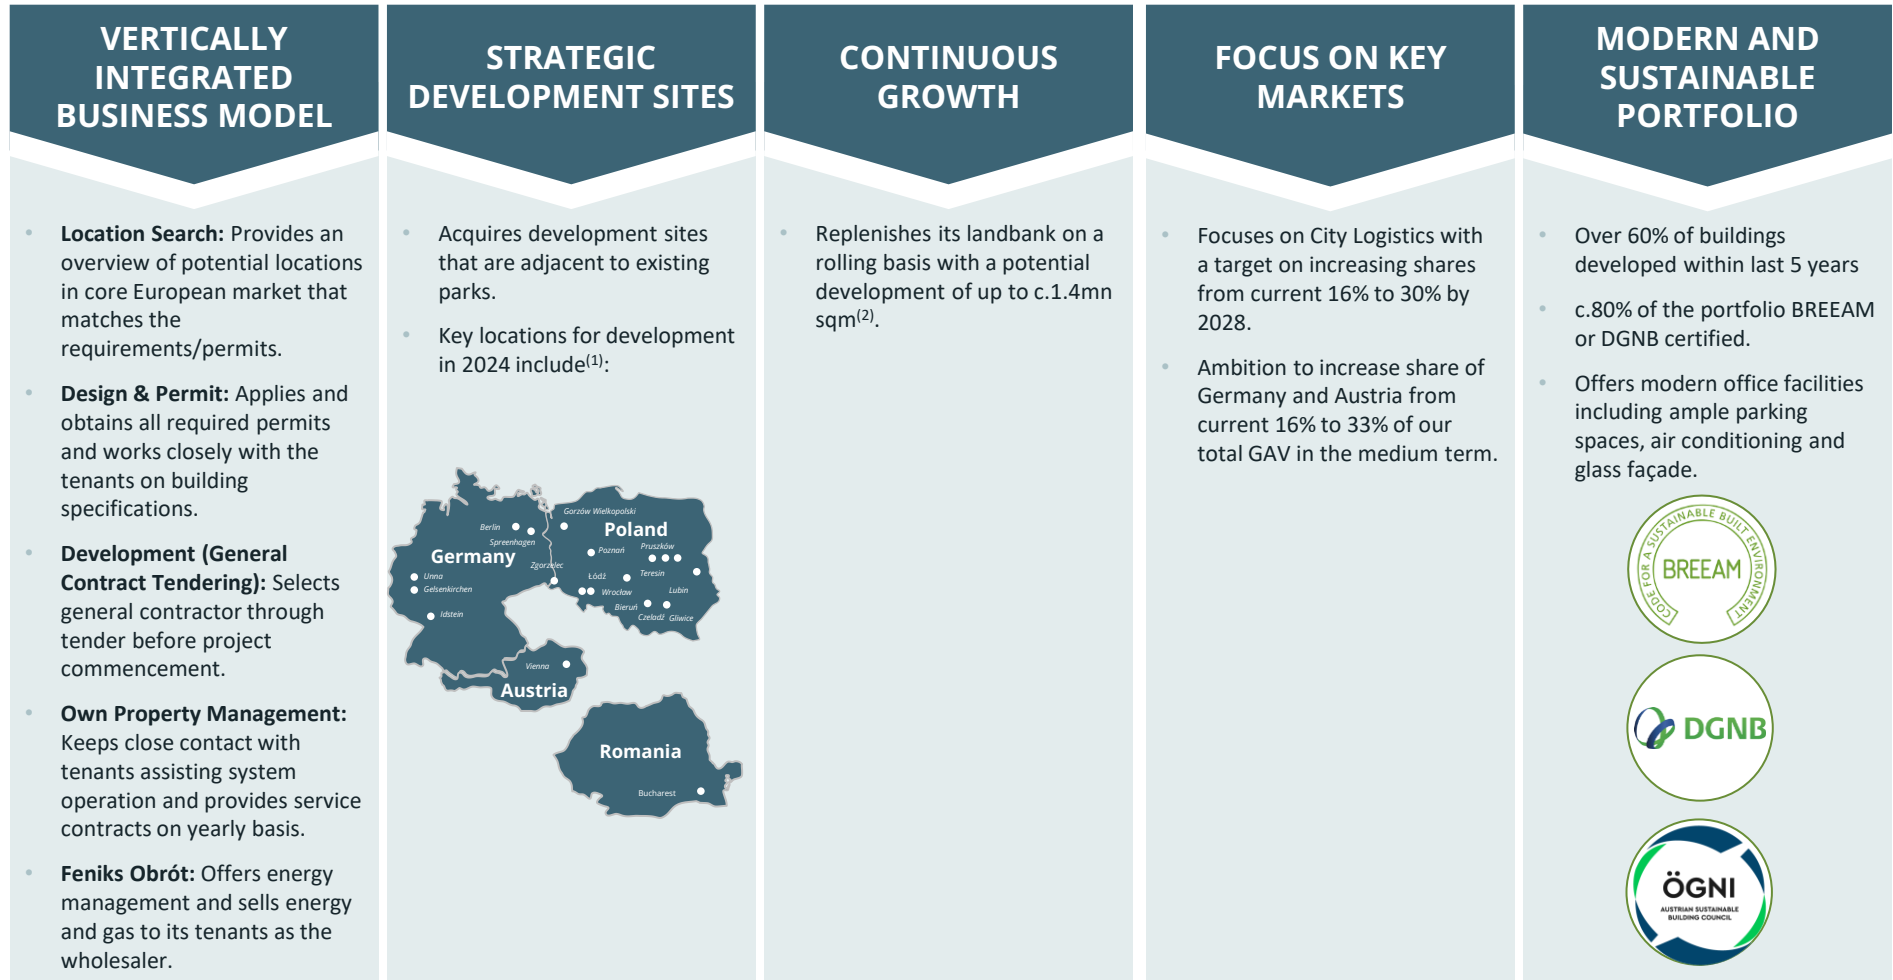 VERTICALLY
INTEGRATED
BUSINESS MODEL
• Location Search: Provides an
overview of potential locations
in core European market that
matches the
requirements/permits.
• Design & Permit: Applies and
obtains all required permits
and works closely with the
tenants on building
specifications.
• Development (General
Contract Tendering): Selects
general contractor through
tender before project
commencement.
• Own Property Management:
Keeps close contact with
tenants assisting system
operation and provides service
contracts on yearly basis.
• Feniks Obrót: Offers energy
management and sells energy
and gas to its tenants as the
wholesaler.
STRATEGIC
DEVELOPMENT SITES
• Acquires development sites
that are adjacent to existing
parks.
• Key locations for development
in 2024 include(1):
Gorzów Wielkopolski
Berlin
Poland
Spreenhagen
Pruszków
Germany
Poznań
Zgorzelec
Unna
Łódź
Teresin
Gelsenkirchen
Wrocław
Lubin
Bieruń
Idstein
Czeladź
Gliwice
Vienna
Austria
Romania
Bucharest
CONTINUOUS
GROWTH
• Replenishes its landbank on a
rolling basis with a potential
development of up to c.1.4mn
sqm(2).
FOCUS ON KEY
MARKETS
• Focuses on City Logistics with
a target on increasing shares
from current 16% to 30% by
2028.
• Ambition to increase share of
Germany and Austria from
current 16% to 33% of our
total GAV in the medium term.
MODERN AND
SUSTAINABLE
PORTFOLIO
• Over 60% of buildings
developed within last 5 years
• c.80% of the portfolio BREEAM
or DGNB certified.
• Offers modern office facilities
including ample parking
spaces, air conditioning and
glass façade.
CODE FOR A SUSTAINABLE BUILT ENVIRONMENT
BREEAM
DGNB
ÖGNI
AUSTRIAN SUSTAINABLE
BUILDING COUNCIL